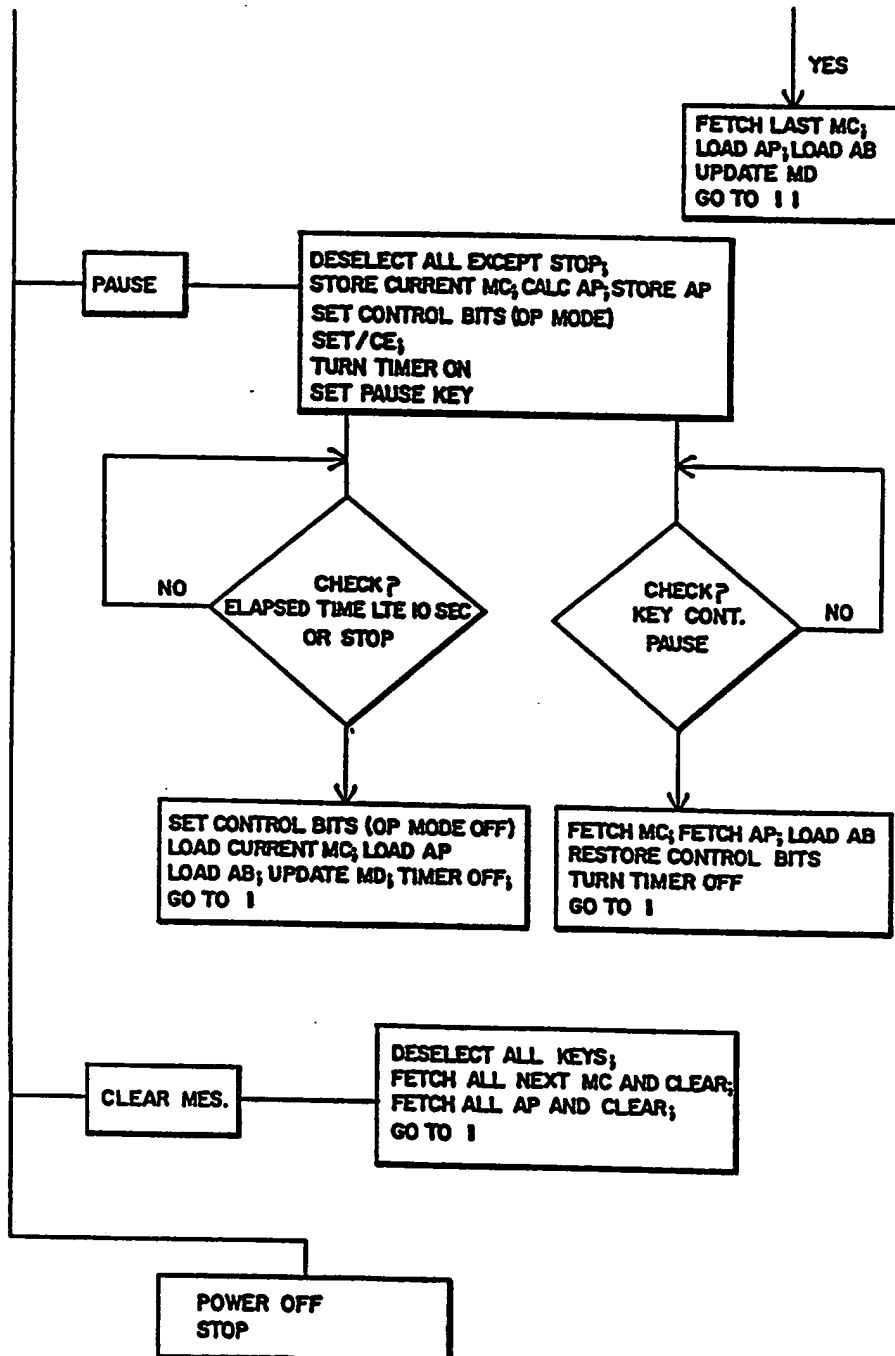 YES
FETCH LAST MC;
LOAD AP; LOAD AB
UPDATE MD
GO TO 11
PAUSE
DESELECT ALL EXCEPT STOP;
STORE CURRENT MC; CALC AP; STORE AP
SET CONTROL BITS (OP MODE)
SET/CE;
TURN TIMER ON
SET PAUSE KEY
NO
CHECK?
ELAPSED TIME LTE 10 SEC
OR STOP
CHECK?
KEY CONT.
PAUSE
NO
SET CONTROL BITS (OP MODE OFF)
LOAD CURRENT MC; LOAD AP
LOAD AB; UPDATE MD; TIMER OFF;
GO TO 1
FETCH MC; FETCH AP; LOAD AB
RESTORE CONTROL BITS
TURN TIMER OFF
GO TO 1
CLEAR MES.
DESELECT ALL KEYS;
FETCH ALL NEXT MC AND CLEAR;
FETCH ALL AP AND CLEAR;
GO TO 1
POWER OFF
STOP